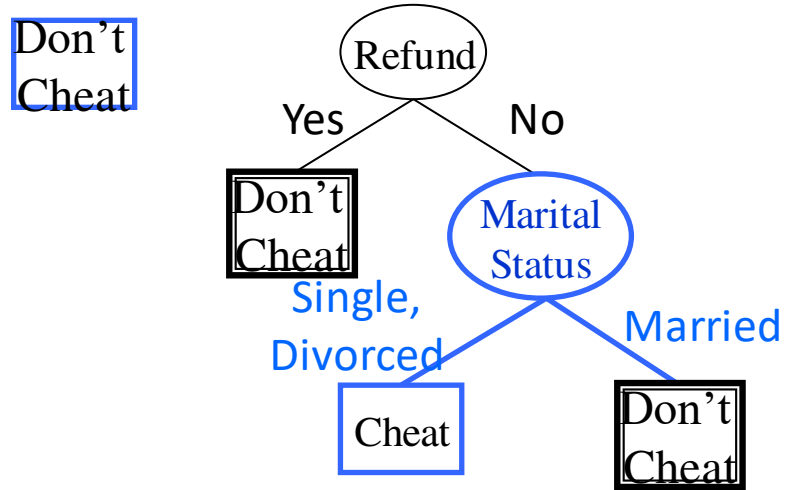 Don’t
Cheat
Refund
Yes
No
Don’t
Cheat
Marital
Status
Single,
Divorced
Married
Cheat
Don’t
Cheat